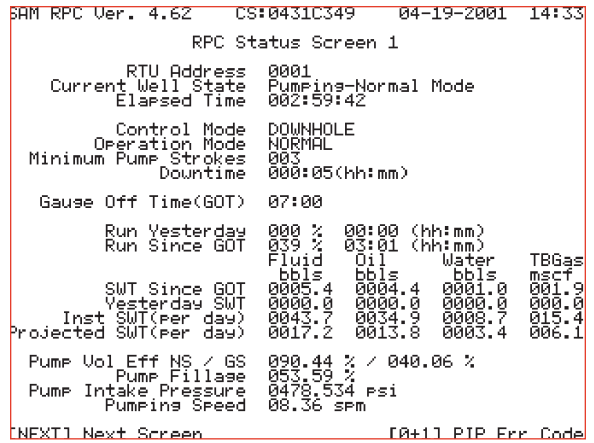 SAM RPC Ver. 4.62 CS:0431C349 04-19-2001 14:33
RPC Status Screen 1
RTU Address 0001
Current Well State Pumping-Normal Mode
Elapsed Time 002:59:42
Control Mode DOWNHOLE
Operation Mode NORMAL
Minimum Pump Strokes 003
Downtime 000:05(hh:mm)
Gauge Off Time(GOT) 07:00
Run Yesterday 000 % 00:00 (hh:mm)
Run Since GOT 039 % 03:01 (hh:mm)
Fluid Oil Water TBGas
bbls bbls bbls mscf
SWT Since GOT 0005.4 0004.4 0001.0 001.9
Yesterday SWT 0000.0 0000.0 0000.0 000.0
Inst SWT(per day) 0043.7 0034.9 0008.7 015.4
Projected SWT(per day) 0017.2 0013.8 0003.4 006.1
Pump Vol Eff NS / GS 090.44 % / 040.06 %
Pump Fillage 053.59 %
Pump Intake Pressure 0478.534 psi
Pumping Speed 08.36 spm
[NEXT] Next Screen [0+1] PIP Err Code